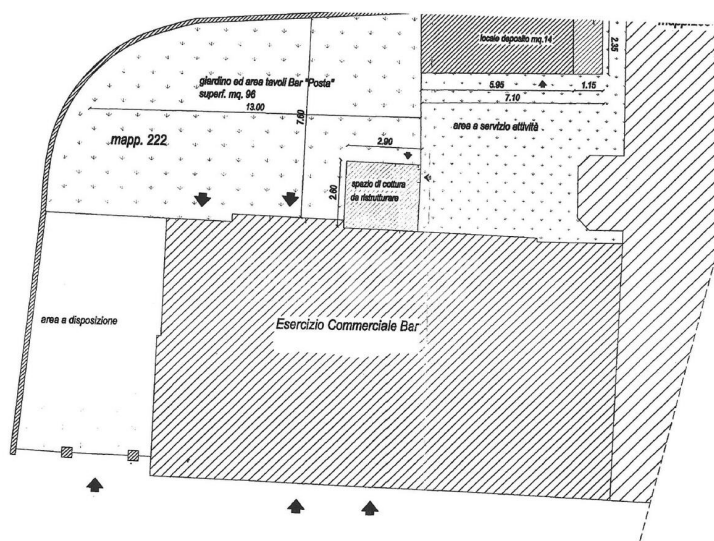 locale deposito mq.14
2.35
giardino ed area tavoli Bar "Posta"
superf. mq. 96
13.00
7.80
5.95
1.15
7.10
mapp. 222
area a servizio attività
2.90
2.60
spazio di cottura
da ristrutturare
area a disposizione
Esercizio Commerciale Bar